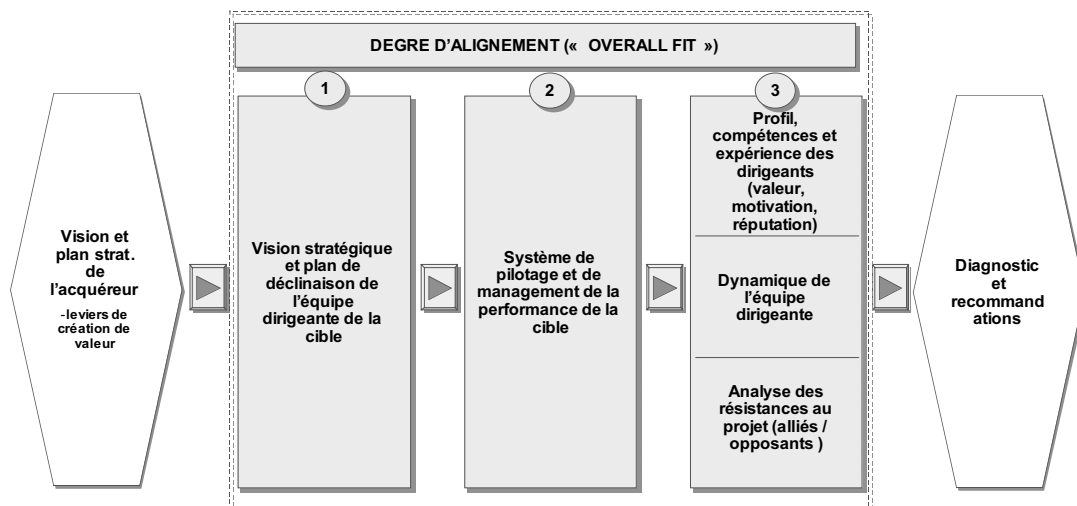 DEGRE D’ALIGNEMENT («  OVERALL FIT  »)
Vision et
plan strat.
de
l’acquéreur
-leviers de
création de
valeur
1
Vision stratégique
et plan de
déclinaison de
l’équipe
dirigeante de la
cible
2
Système de
pilotage et de
management de la
performance de la
cible
3
Profil,
compétences et
expérience des
dirigeants
(valeur,
motivation,
réputation)
Dynamique de
l’équipe
dirigeante
Analyse des
résistances au
projet (alliés /
opposants )
Diagnostic
et
recommand
ations